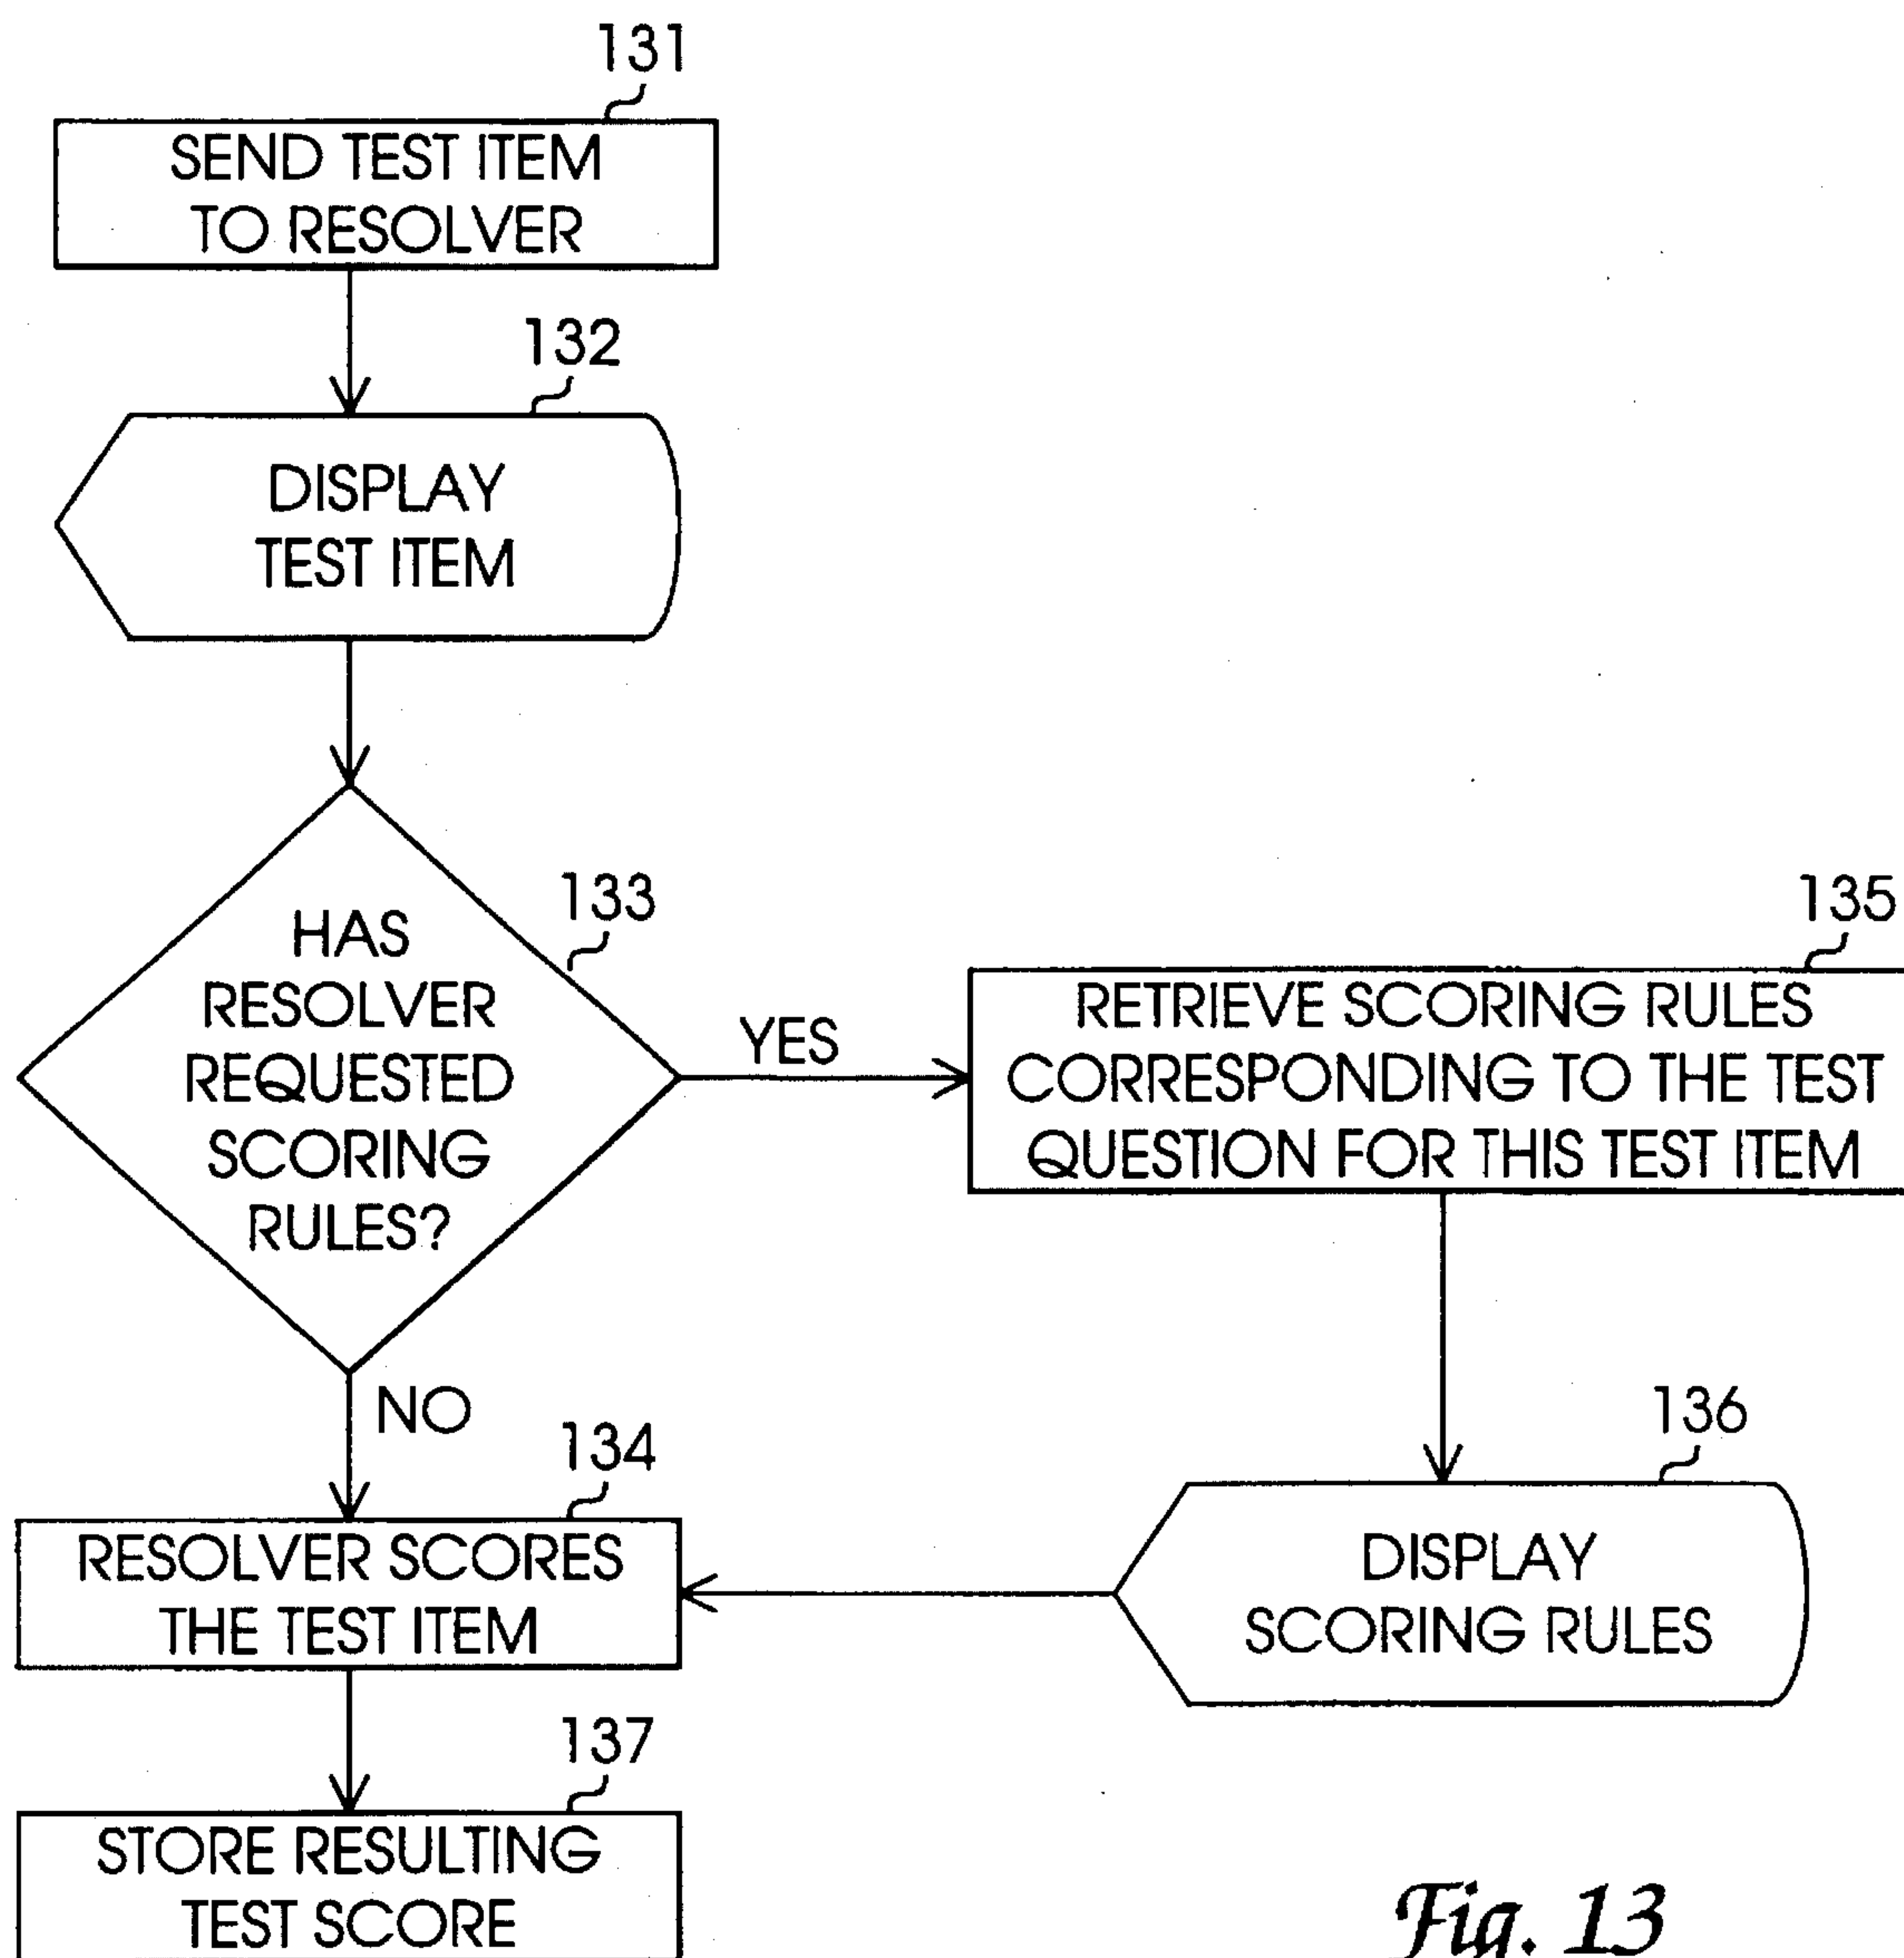 131
SEND TEST ITEM
TO RESOLVER
132
DISPLAY
TEST ITEM
133
HAS
RESOLVER
REQUESTED
SCORING
RULES?
YES
135
RETRIEVE SCORING RULES
CORRESPONDING TO THE TEST
QUESTION FOR THIS TEST ITEM
NO
134
RESOLVER SCORES
THE TEST ITEM
136
DISPLAY
SCORING RULES
137
STORE RESULTING
TEST SCORE
Fig. 13